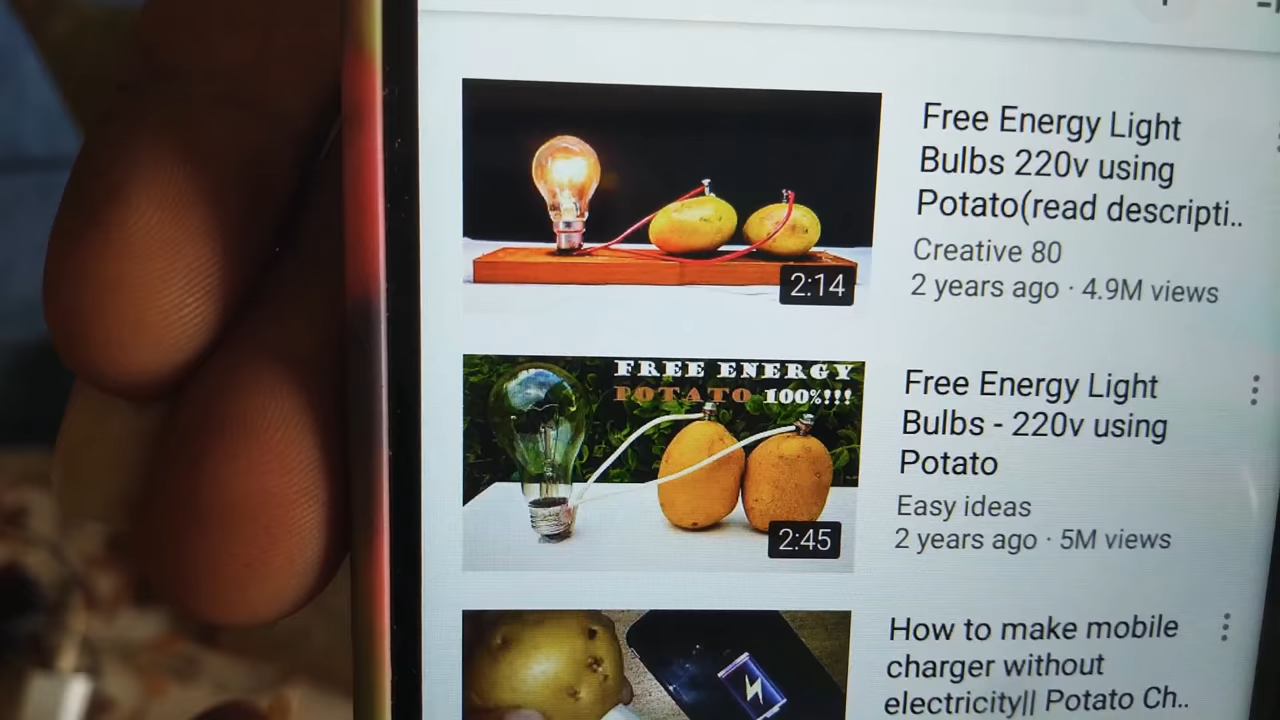 Free Energy Light
Bulbs 220v using
Potato(read descripti..
Creative 80
2 years ago · 4.9M views
2:14
FREE ENERGY
POTATO 100%!!!
2:45
Free Energy Light
Bulbs - 220v using
Potato
Easy ideas
2 years ago · 5M views
How to make mobile
charger without
electricity|| Potato Ch..